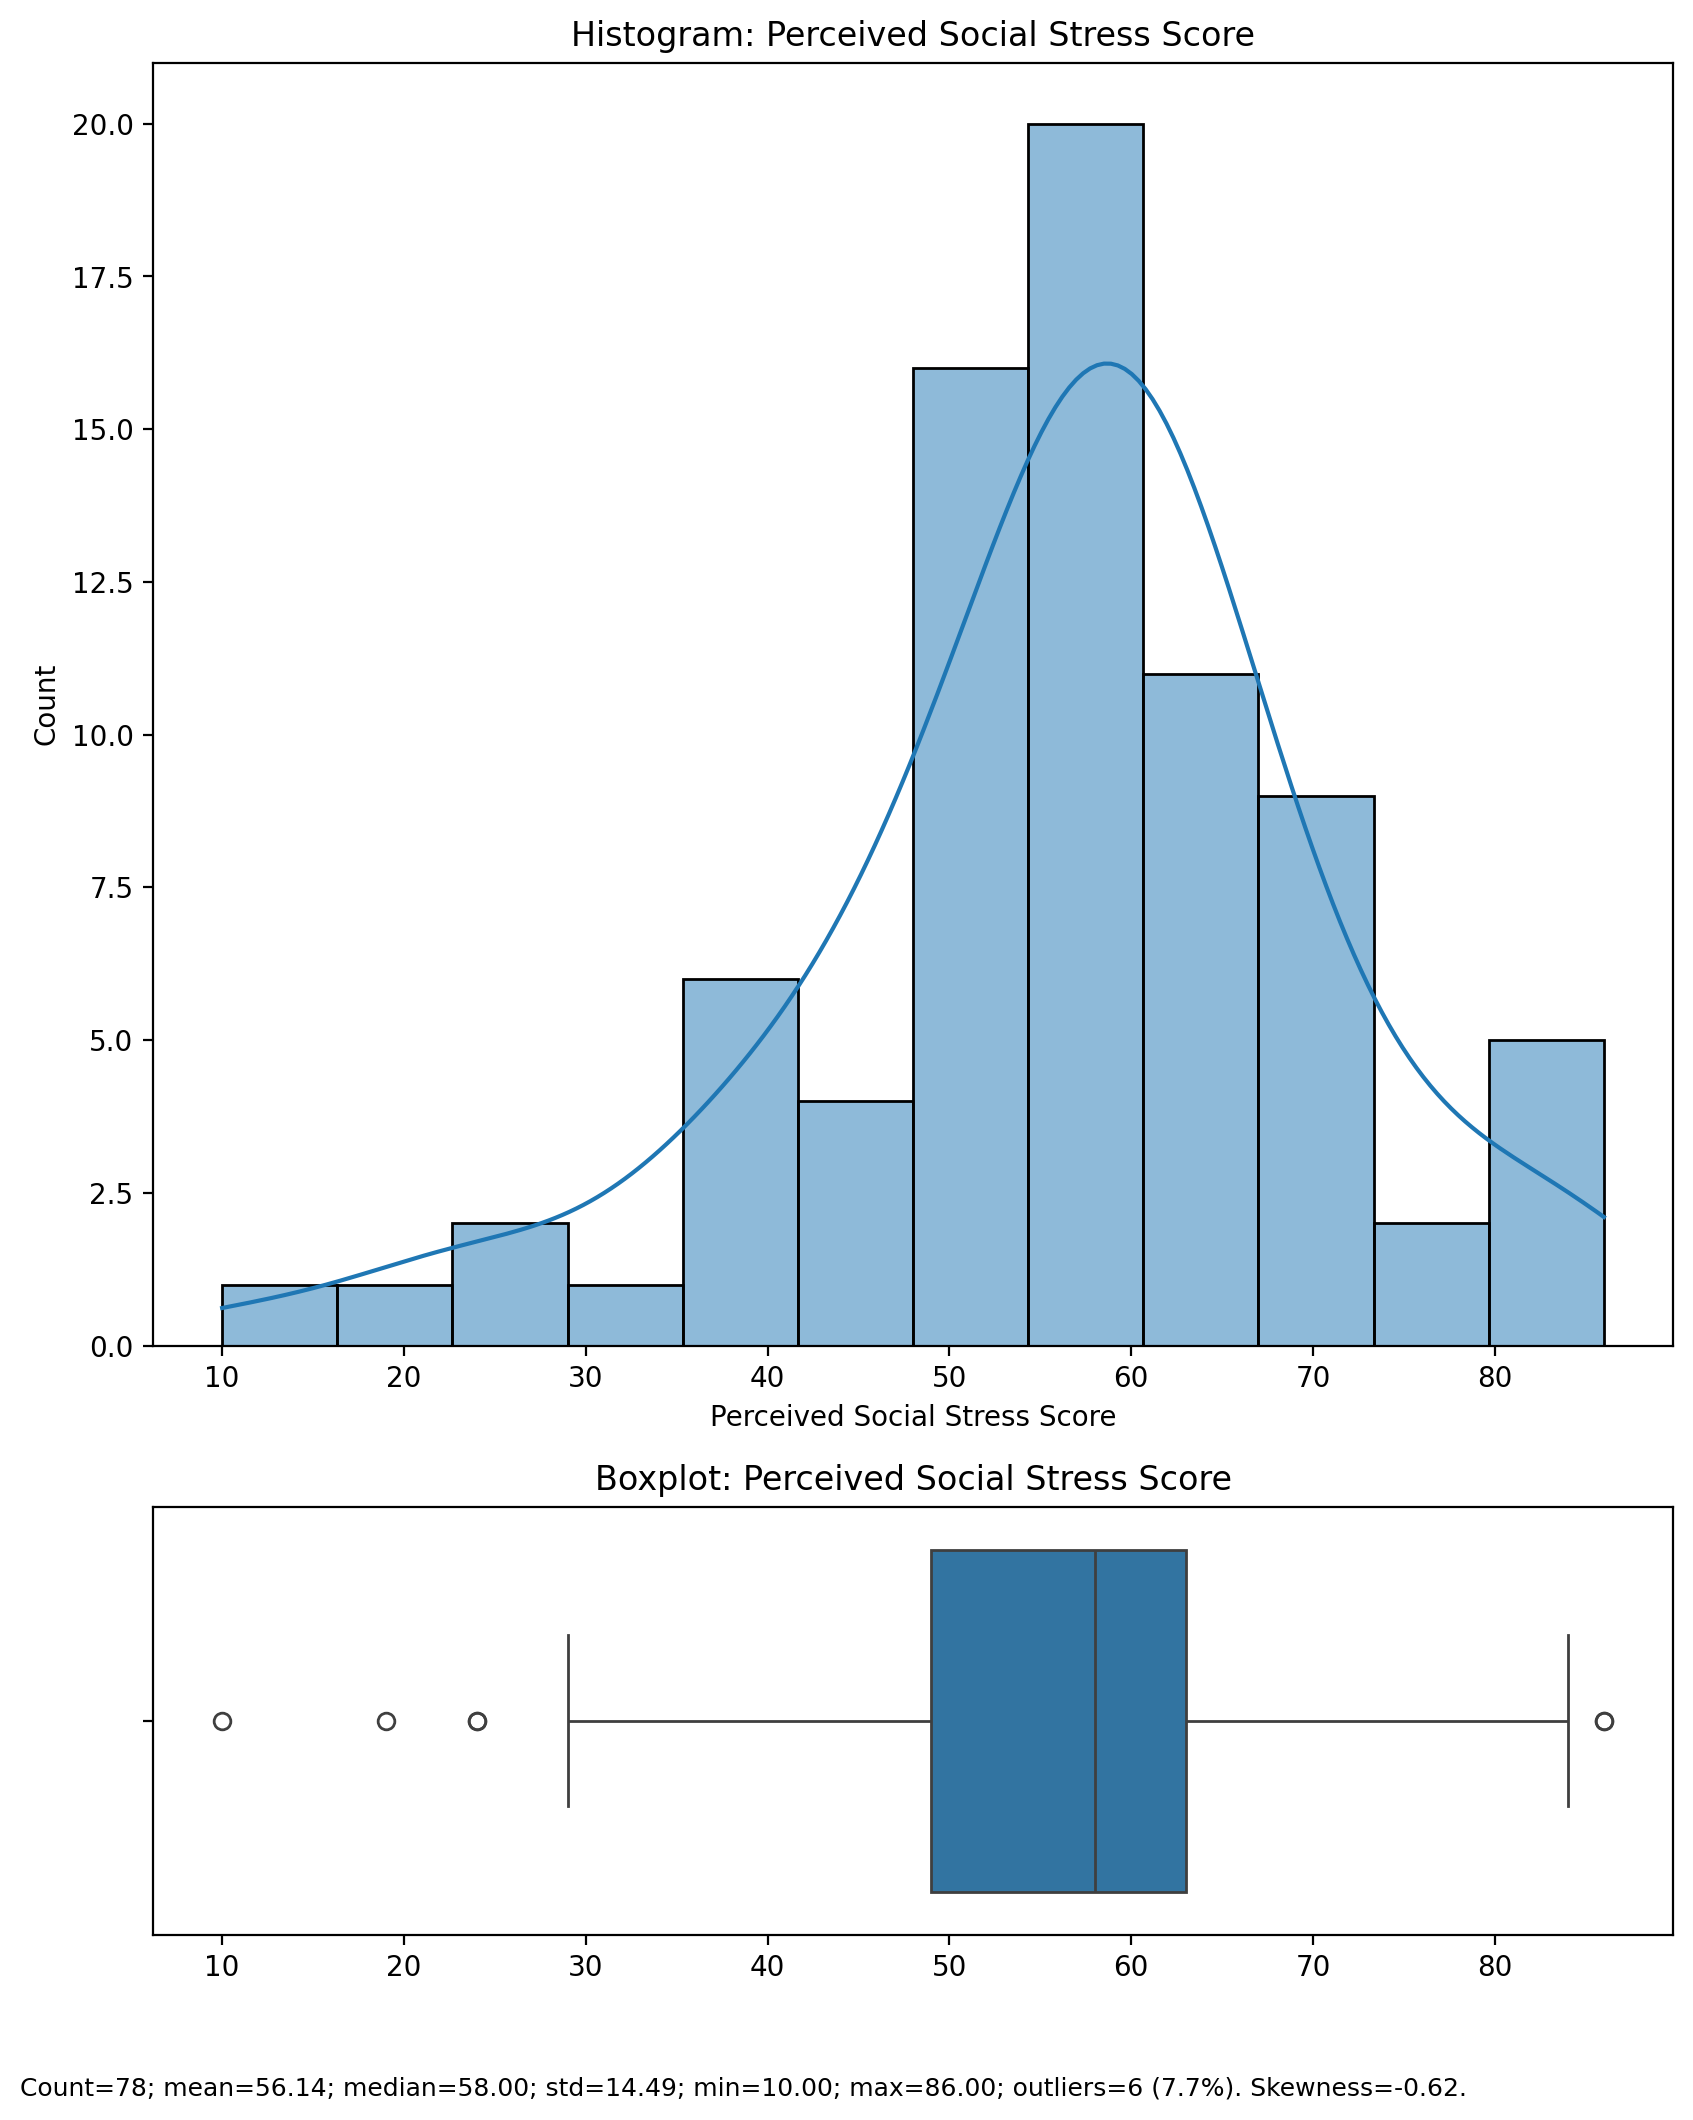 Histogram: Perceived Social Stress Score
20.0
17.5
15.0
12.5
10.0
7.5
5.0
2.5
0.0
Count
10 20 30 40 50 60 70 80
Perceived Social Stress Score
Boxplot: Perceived Social Stress Score
10 20 30 40 50 60 70 80
Count=78; mean=56.14; median=58.00; std=14.49; min=10.00; max=86.00; outliers=6 (7.7%). Skewness=-0.62.